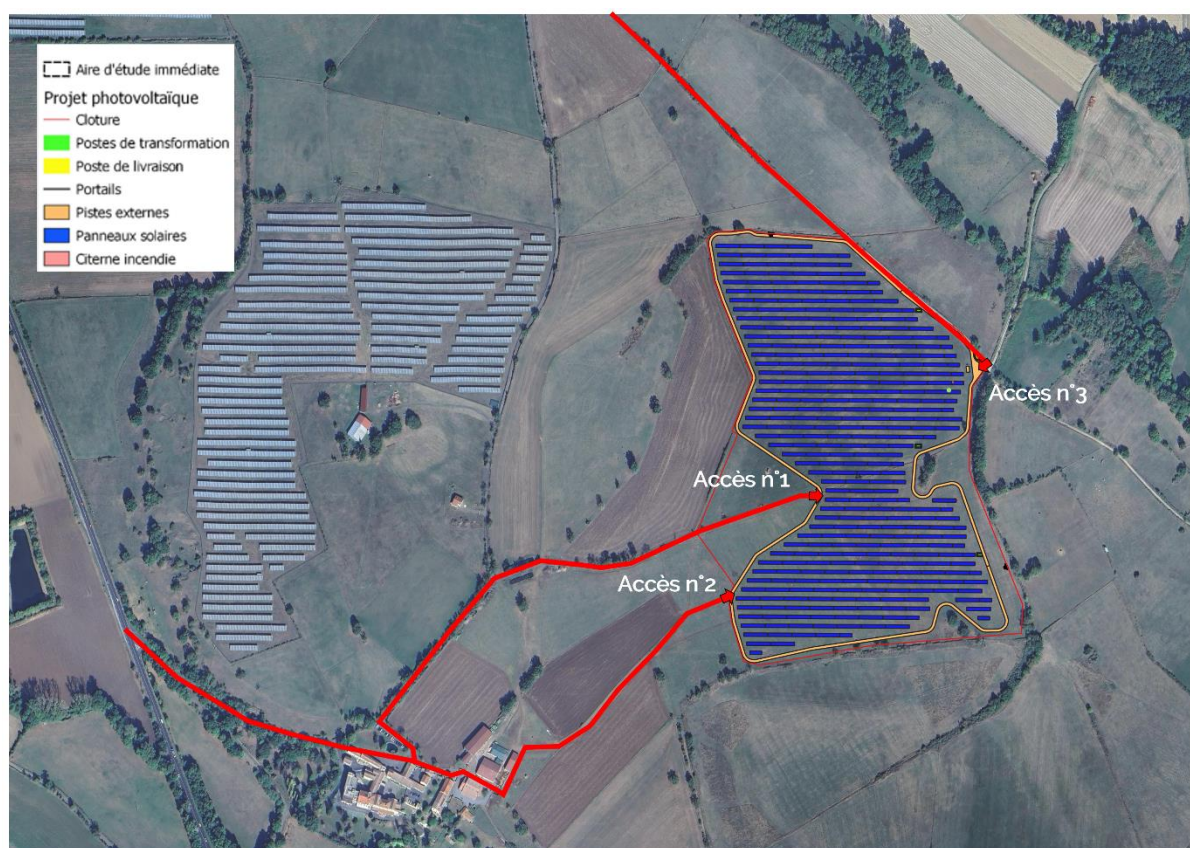 Aire d'étude immédiate
Projet photovoltaïque
Cloture
Postes de transformation
Poste de livraison
Portails
Pistes externes
Panneaux solaires
Citerne incendie
Accès n°3
Accès n°1
Accès n°2